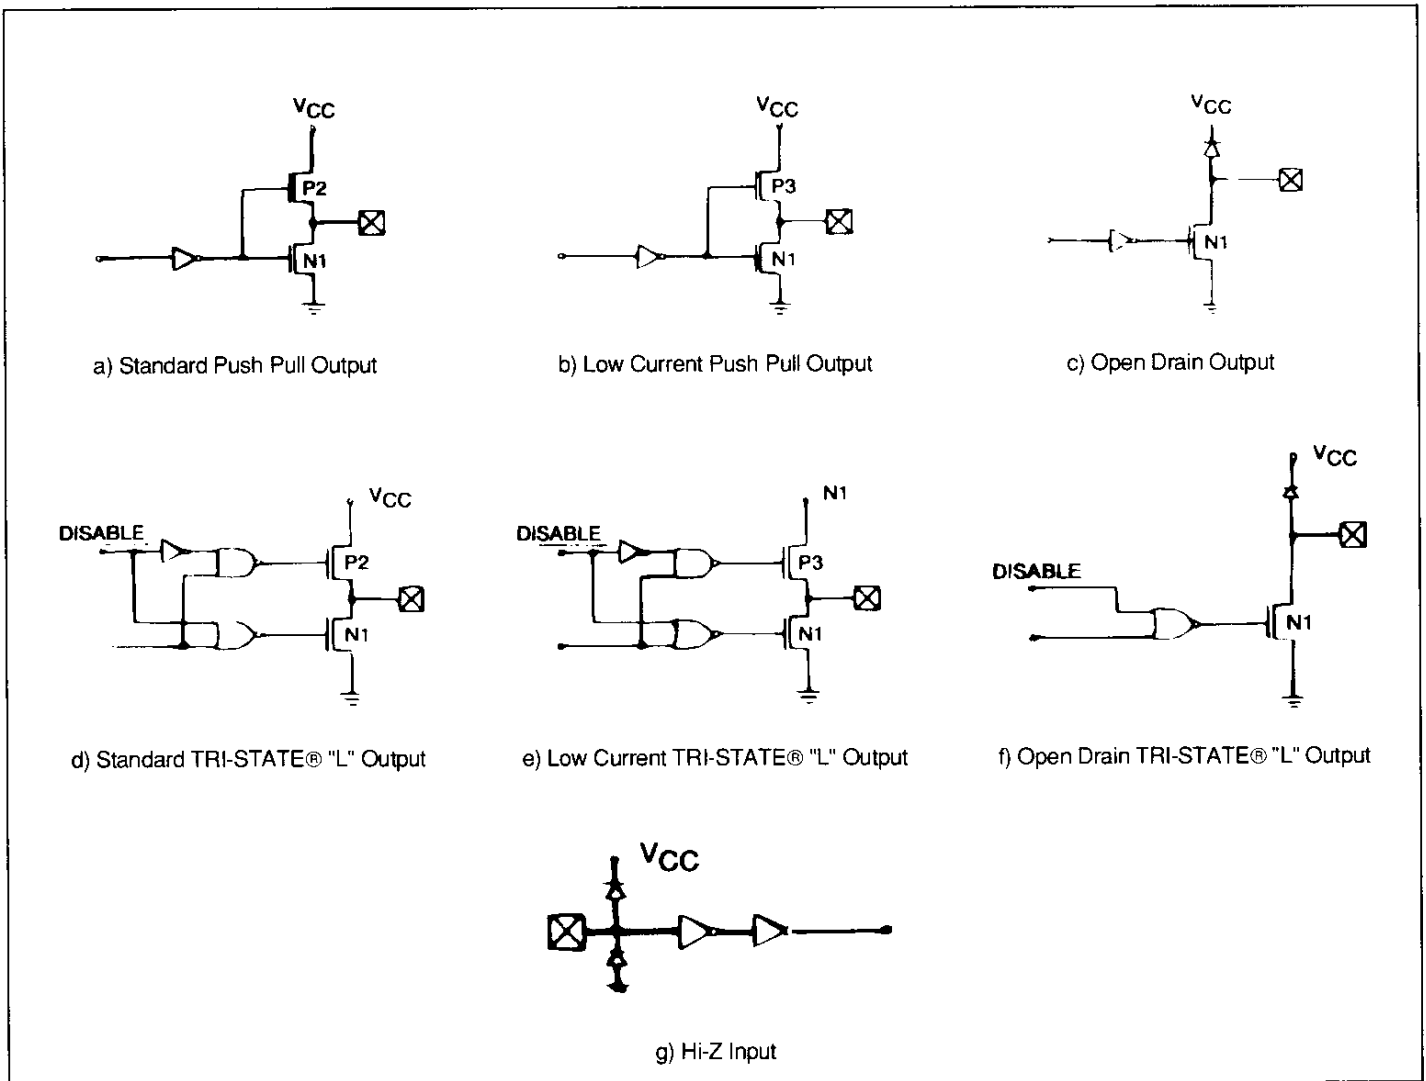 VCC
P2
N1
a) Standard Push Pull Output
VCC
P3
N1
b) Low Current Push Pull Output
VCC
N1
c) Open Drain Output
VCC
DISABLE
P2
N1
d) Standard TRI-STATE® "L" Output
N1
DISABLE
P3
N1
e) Low Current TRI-STATE® "L" Output
VCC
DISABLE
N1
f) Open Drain TRI-STATE® "L" Output
VCC
g) Hi-Z Input